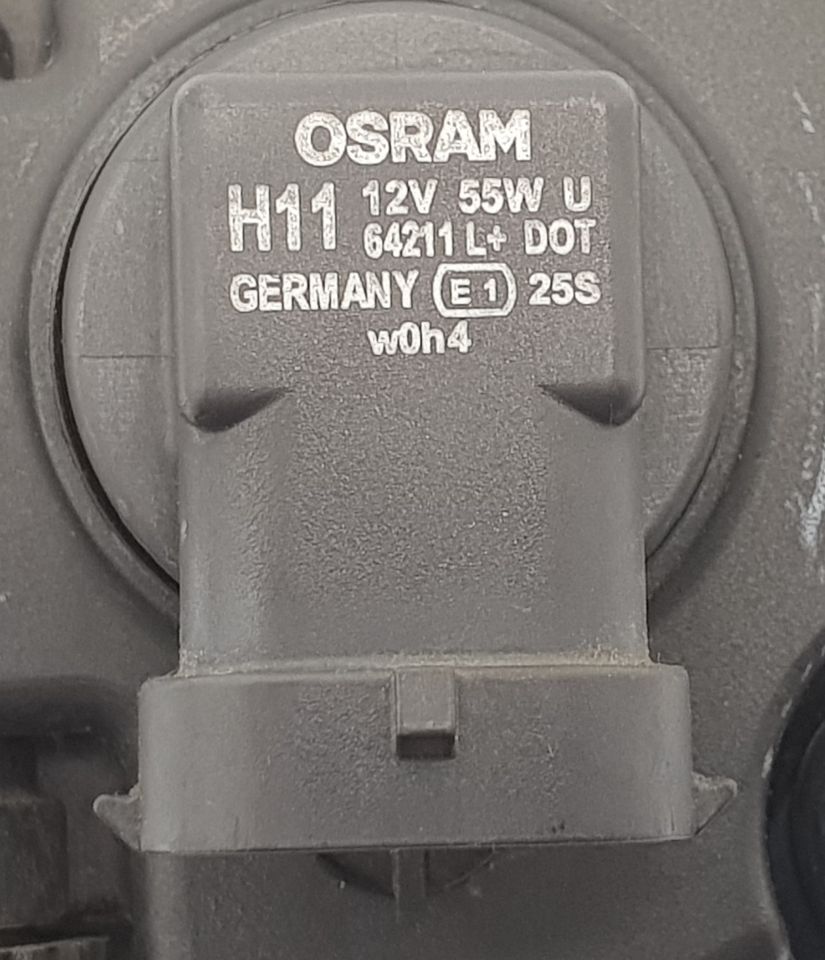 OSRAM
H11 12V 55W U
64211 L+ DOT
GERMANY E1 25S
w0h4